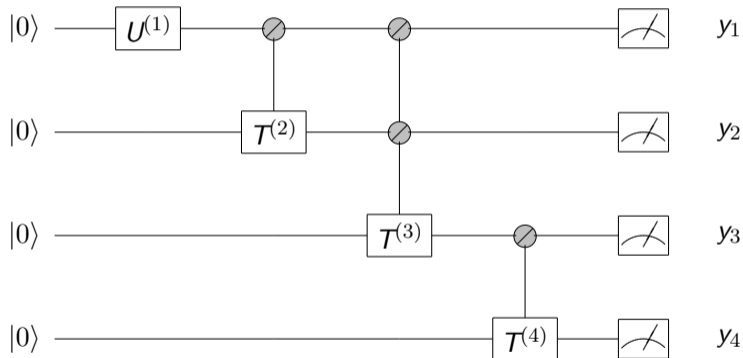 |0⟩ U^(1) y₁
|0⟩ T^(2) y₂
|0⟩ T^(3) y₃
|0⟩ T^(4) y₄